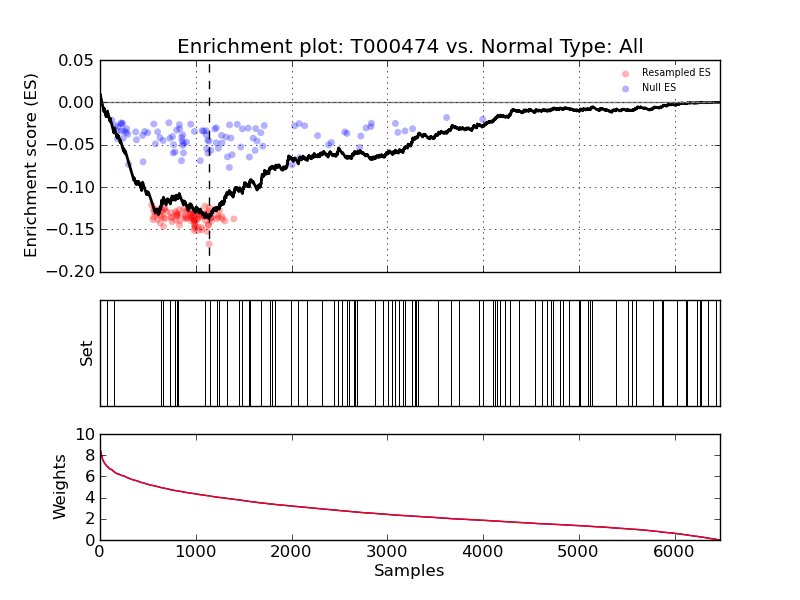 Enrichment plot: T000474 vs. Normal Type: All
Enrichment score (ES)
0.05
0.00
−0.05
−0.10
−0.15
−0.20
Resampled ES
Null ES
Set
Weights
10
8
6
4
2
0
0 1000 2000 3000 4000 5000 6000
Samples